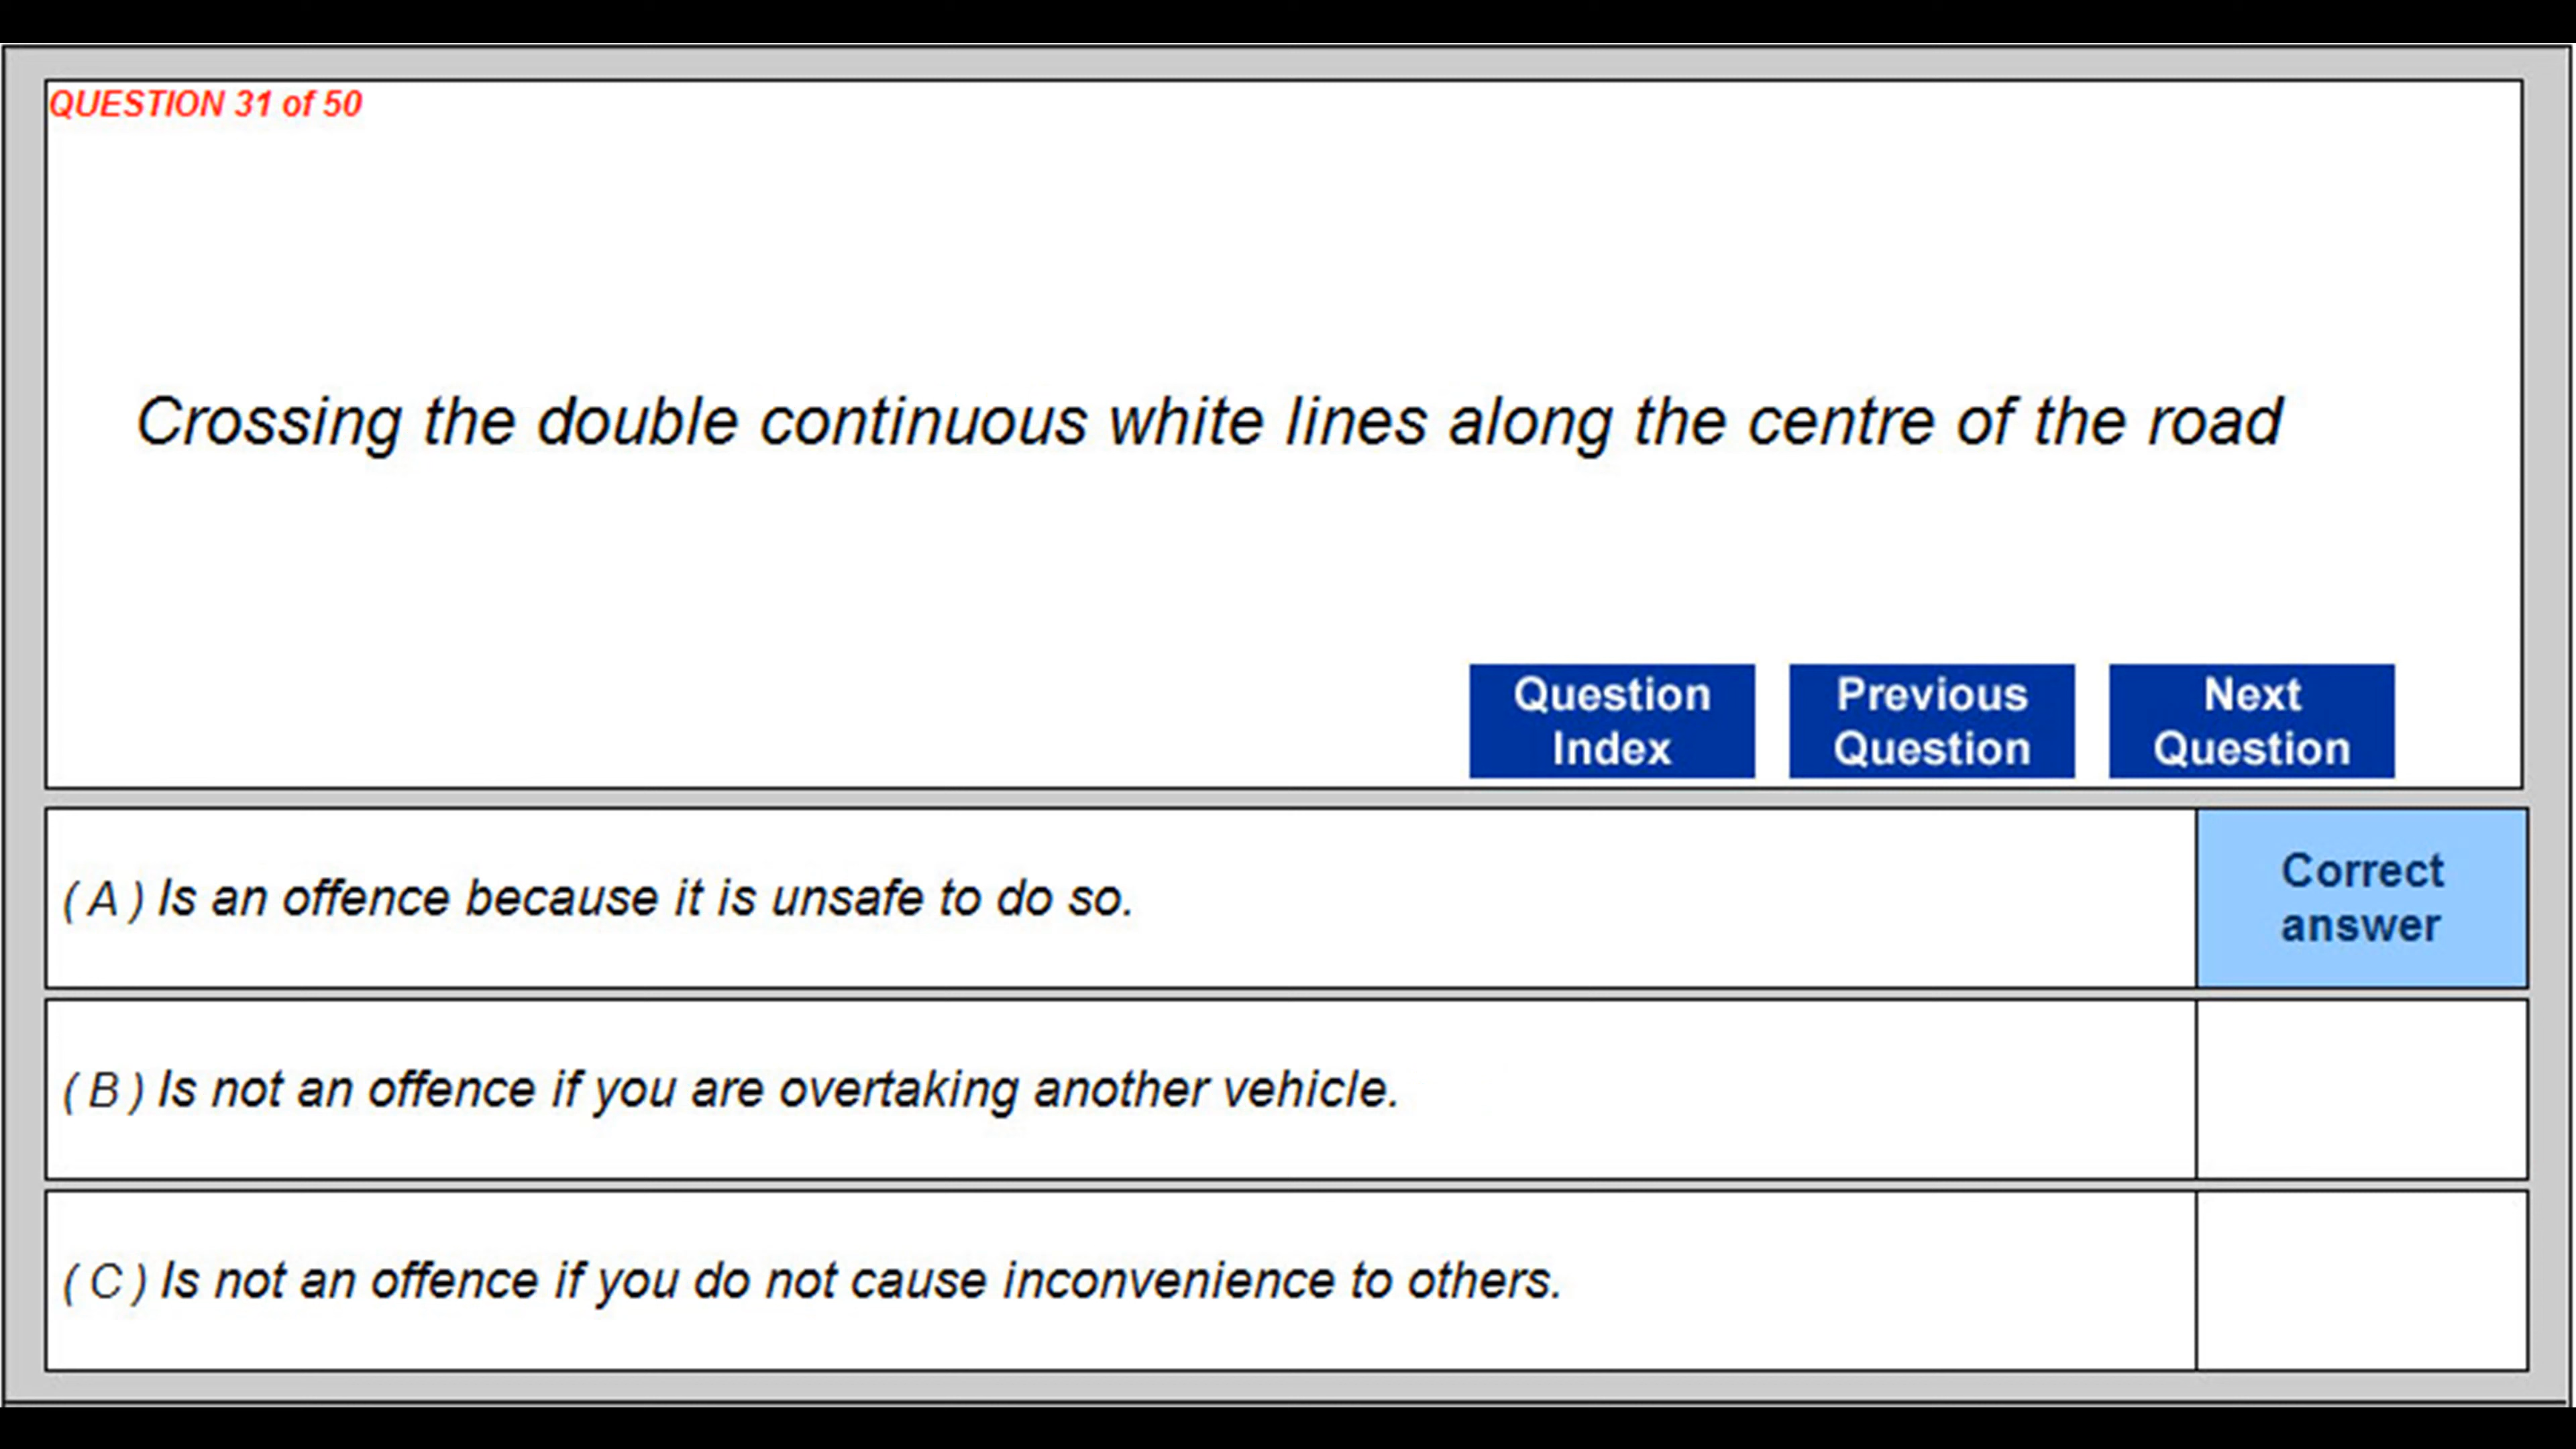 QUESTION 31 of 50
Crossing the double continuous white lines along the centre of the road
Question
Index
Previous
Question
Next
Question
( A ) Is an offence because it is unsafe to do so.
Correct
answer
( B ) Is not an offence if you are overtaking another vehicle.
( C ) Is not an offence if you do not cause inconvenience to others.